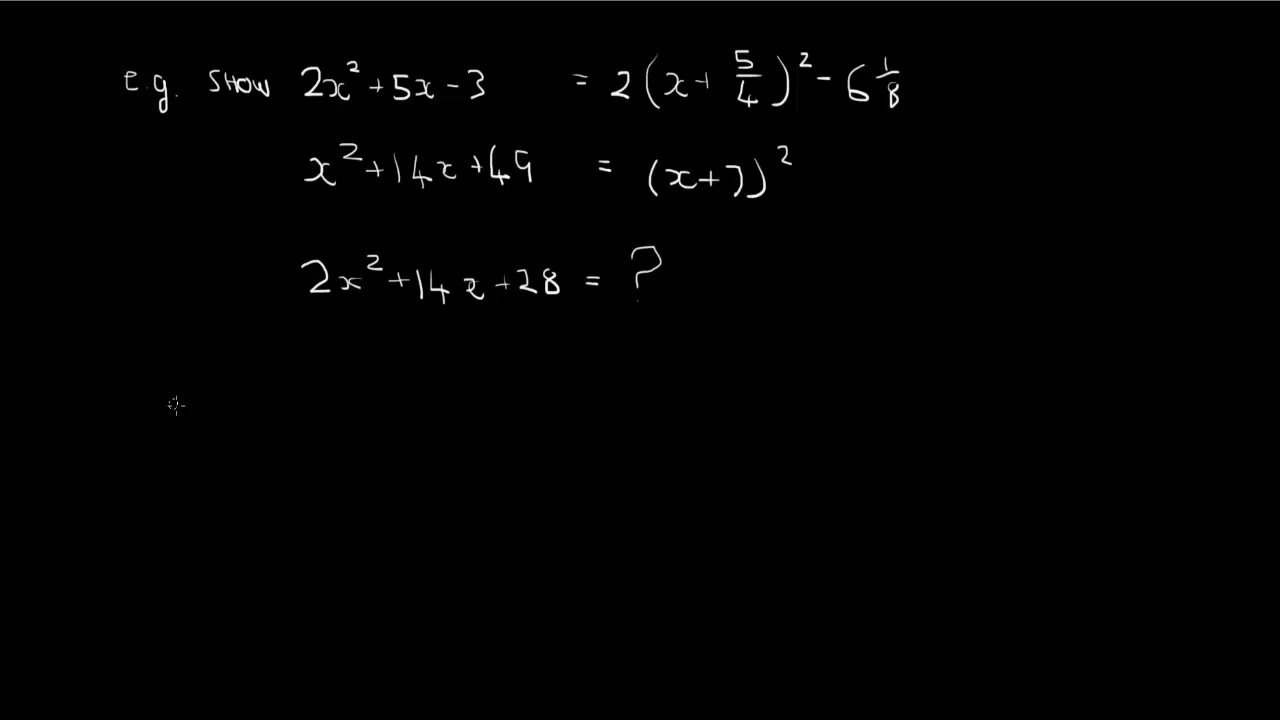 e.g. SHOW 2x² + 5x - 3 = 2(x + 5/4)² - 6 1/8
x² + 14x + 49 = (x + 7)²
2x² + 14x + 28 = ?